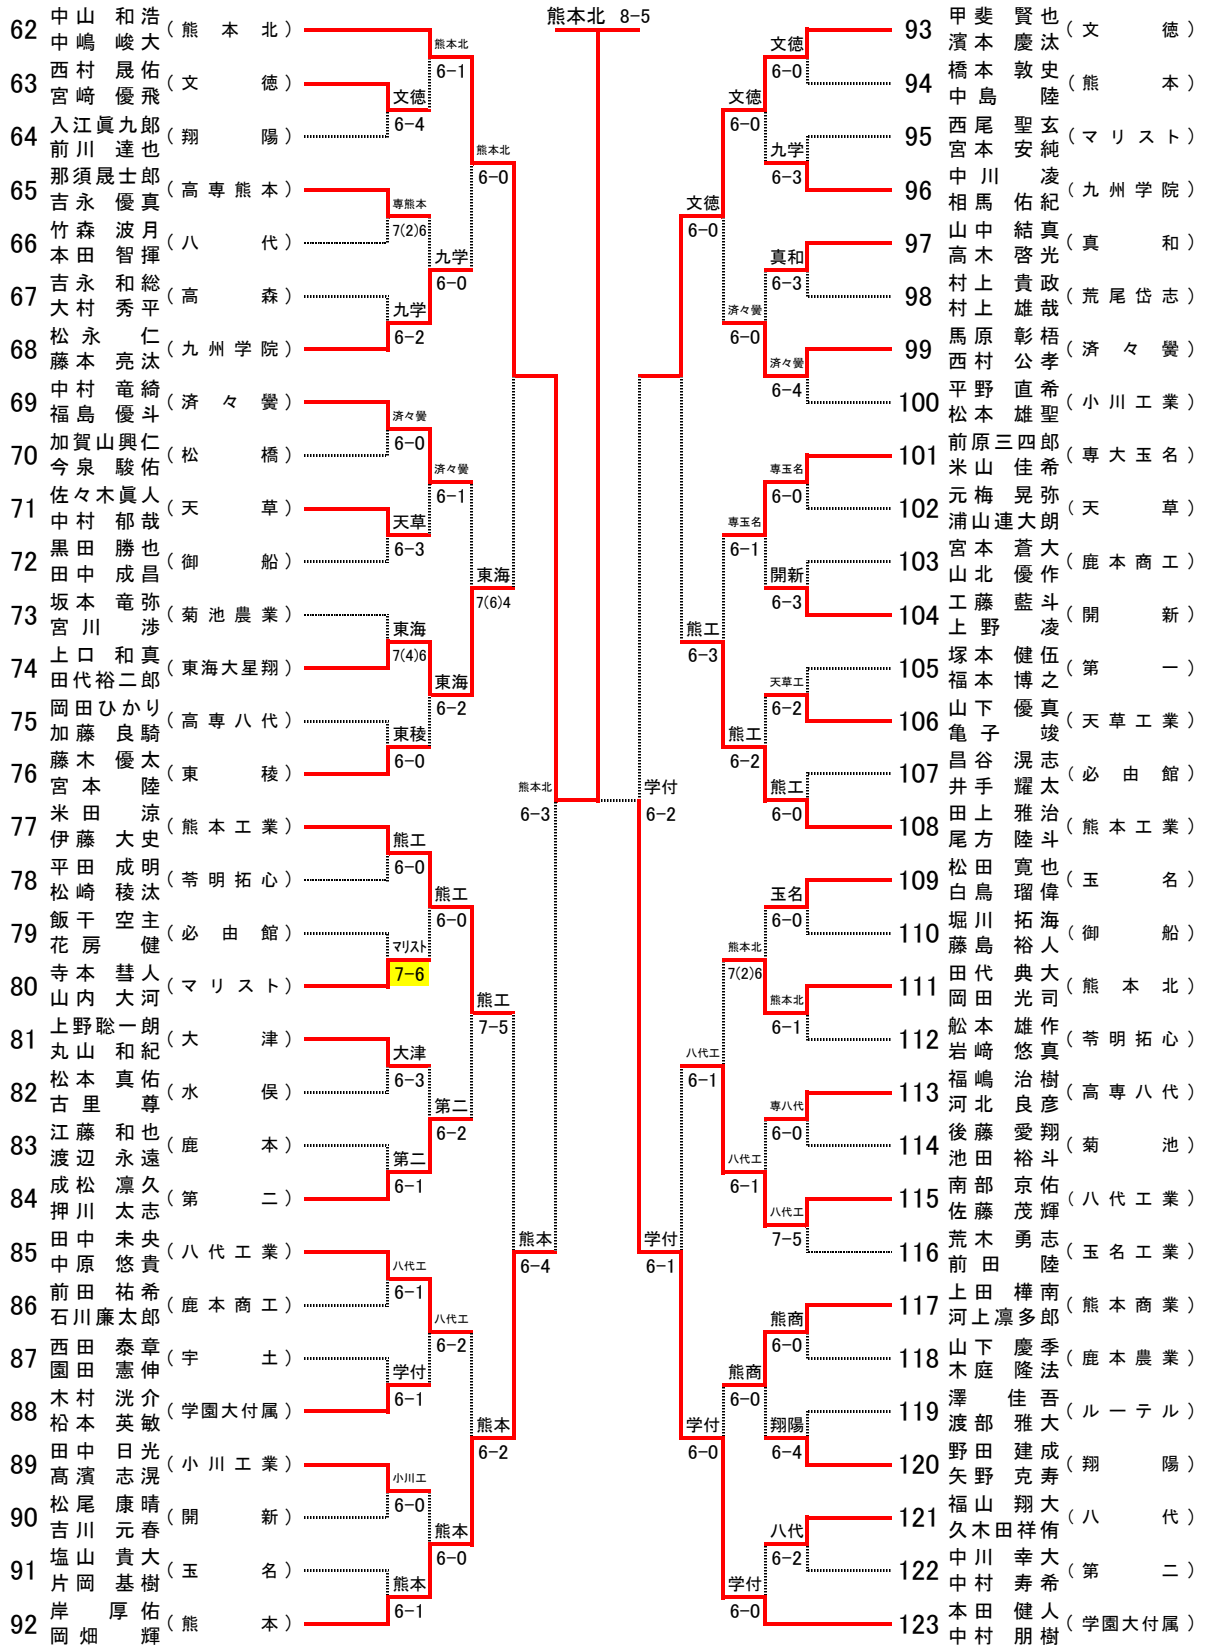 熊本北 8-5
62 中山 和浩 (熊本北)
中嶋 峻大
63 西村 晟佑 (文徳)
宮﨑 優飛
64 入江眞九郎 (翔陽)
前川 達也
65 那須晟士郎 (高専熊本)
吉永 優真
66 竹森 波月 (八代)
本田 智揮
67 吉永 和総 (高森)
大村 秀平
68 松永 仁 (九州学院)
藤本 亮汰
69 中村 竜綺 (済々黌)
福島 優斗
70 加賀山興仁 (松橋)
今泉 駿佑
71 佐々木眞人 (天草)
中村 郁哉
72 黒田 勝也 (御船)
田中 成昌
73 坂本 竜弥 (菊池農業)
宮川 渉
74 上口 和真 (東海大星翔)
田代裕二郎
75 岡田ひかり (高専八代)
加藤 良騎
76 藤木 優太 (東稜)
宮本 陸
77 米田 涼 (熊本工業)
伊藤 大史
78 平田 成明 (苓明拓心)
松崎 稜汰
79 飯干 空主 (必由館)
花房 健
80 寺本 彗人 (マリスト)
山内 大河
81 上野聡一朗 (大津)
丸山 和紀
82 松本 真佑 (水俣)
古里 尊
83 江藤 和也 (鹿本)
渡辺 永遠
84 成松 凛久 (第二)
押川 太志
85 田中 未央 (八代工業)
中原 悠貴
86 前田 祐希 (鹿本商工)
石川廉太郎
87 西田 泰章 (宇土)
園田 憲伸
88 木村 洸介 (学園大付属)
松本 英敏
89 田中 日光 (小川工業)
髙濱 志滉
90 松尾 康晴 (開新)
吉川 元春
91 塩山 貴大 (玉名)
片岡 基樹
92 岸 厚佑 (熊本)
岡畑 輝
文徳
6-4
専熊本
7(2)6
九学
6-2
済々黌
6-0
天草
6-3
東海
7(4)6
東稜
6-0
熊工
6-0
マリスト
7-6
大津
6-3
第二
6-1
八代工
6-1
学付
6-1
小川工
6-0
熊本
6-1
熊本北
6-1
九学
6-0
済々黌
6-1
東海
6-2
熊工
6-0
第二
6-2
八代工
6-2
熊本
6-0
熊本北
6-0
東海
7(6)4
熊工
7-5
熊本
6-2
熊本
6-4
熊本北
6-3
学付
6-2
文徳
6-0
熊工
6-3
八代工
6-1
学付
6-0
学付
6-1
文徳
6-0
済々黌
6-0
専玉名
6-1
熊工
6-2
熊本北
7(2)6
八代工
6-1
熊商
6-0
学付
6-0
文徳
6-0
九学
6-3
真和
6-3
済々黌
6-4
専玉名
6-0
開新
6-3
天草工
6-2
熊工
6-0
玉名
6-0
熊本北
6-1
専八代
6-0
八代工
7-5
熊商
6-0
翔陽
6-4
八代
6-2
93 甲斐 賢也 (文徳)
濱本 慶汰
94 橋本 敦史 (熊本)
中島 陸
95 西尾 聖玄 (マリスト)
宮本 安純
96 中川 凌 (九州学院)
相馬 佑紀
97 山中 結真 (真和)
高木 啓光
98 村上 貴政 (荒尾岱志)
村上 雄哉
99 馬原 彰梧 (済々黌)
西村 公孝
100 平野 直希 (小川工業)
松本 雄聖
101 前原三四郎 (専大玉名)
米山 佳希
102 元梅 晃弥 (天草)
浦山連大朗
103 宮本 蒼大 (鹿本商工)
山北 優作
104 工藤 藍斗 (開新)
上野 凌
105 塚本 健伍 (第一)
福本 博之
106 山下 優真 (天草工業)
亀子 竣
107 昌谷 滉志 (必由館)
井手 耀太
108 田上 雅治 (熊本工業)
尾方 陸斗
109 松田 寛也 (玉名)
白鳥 瑠偉
110 堀川 拓海 (御船)
藤島 裕人
111 田代 典大 (熊本北)
岡田 光司
112 舩本 雄作 (苓明拓心)
岩﨑 悠真
113 福嶋 治樹 (高専八代)
河北 良彦
114 後藤 愛翔 (菊池)
池田 裕斗
115 南部 京佑 (八代工業)
佐藤 茂輝
116 荒木 勇志 (玉名工業)
前田 陸
117 上田 樺南 (熊本商業)
河上凛多郎
118 山下 慶季 (鹿本農業)
木庭 隆法
119 澤 佳吾 (ルーテル)
渡部 雅大
120 野田 建成 (翔陽)
矢野 克寿
121 福山 翔大 (八代)
久木田祥侑
122 中川 幸大 (第二)
中村 寿希
123 本田 健人 (学園大付属)
中村 朋樹